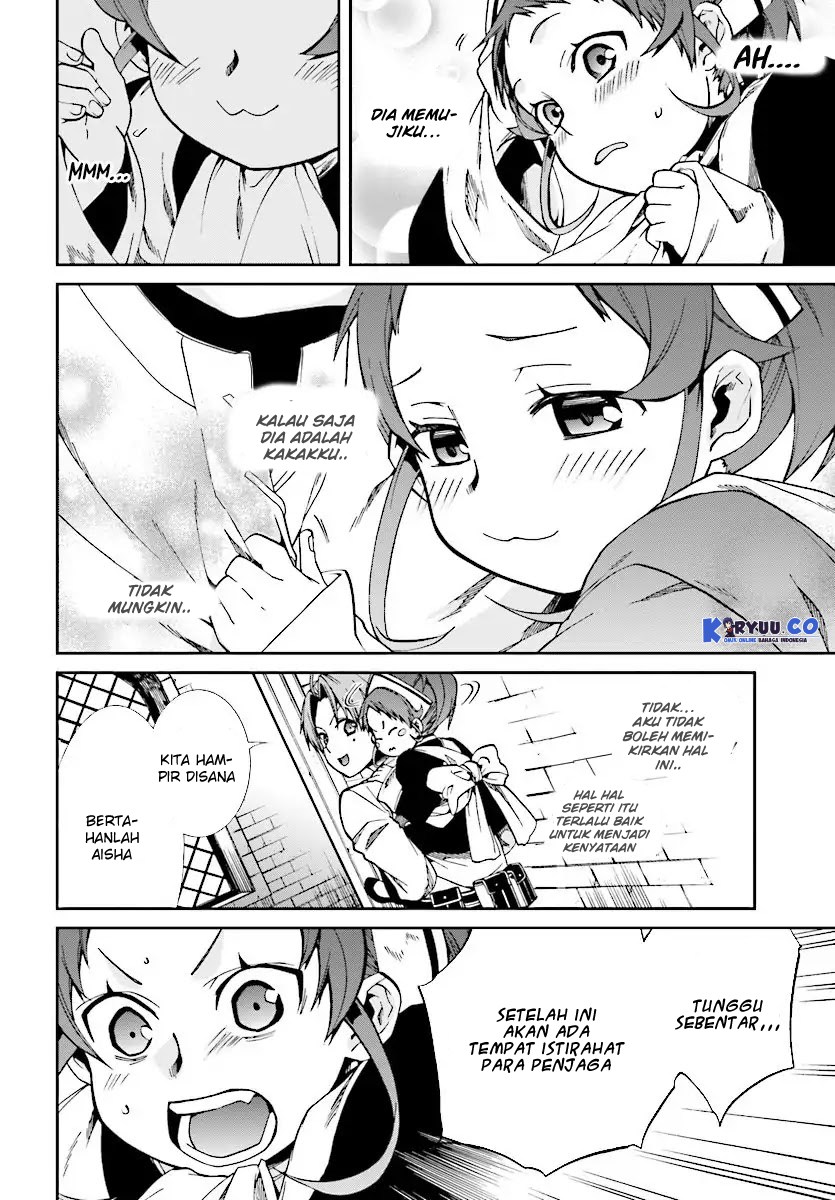 AH....
DIA MEMU-
JIKU...
MMM...
KALAU SAJA
DIA ADALAH
KAKAKKU..
TIDAK
MUNGKIN..
KIRYUU.CO
TIDAK...
AKU TIDAK
BOLEH MEMI-
KIRKAN HAL
INI..
HAL HAL
SEPERTI ITU
TERLALU BAIK
UNTUK MENJADI
KENYATAAN
KITA HAM-
PIR DISANA
BERTA-
HANLAH
AISHA
TUNGGU
SEBENTAR,,,
SETELAH INI
AKAN ADA
TEMPAT ISTIRAHAT
PARA PENJAGA